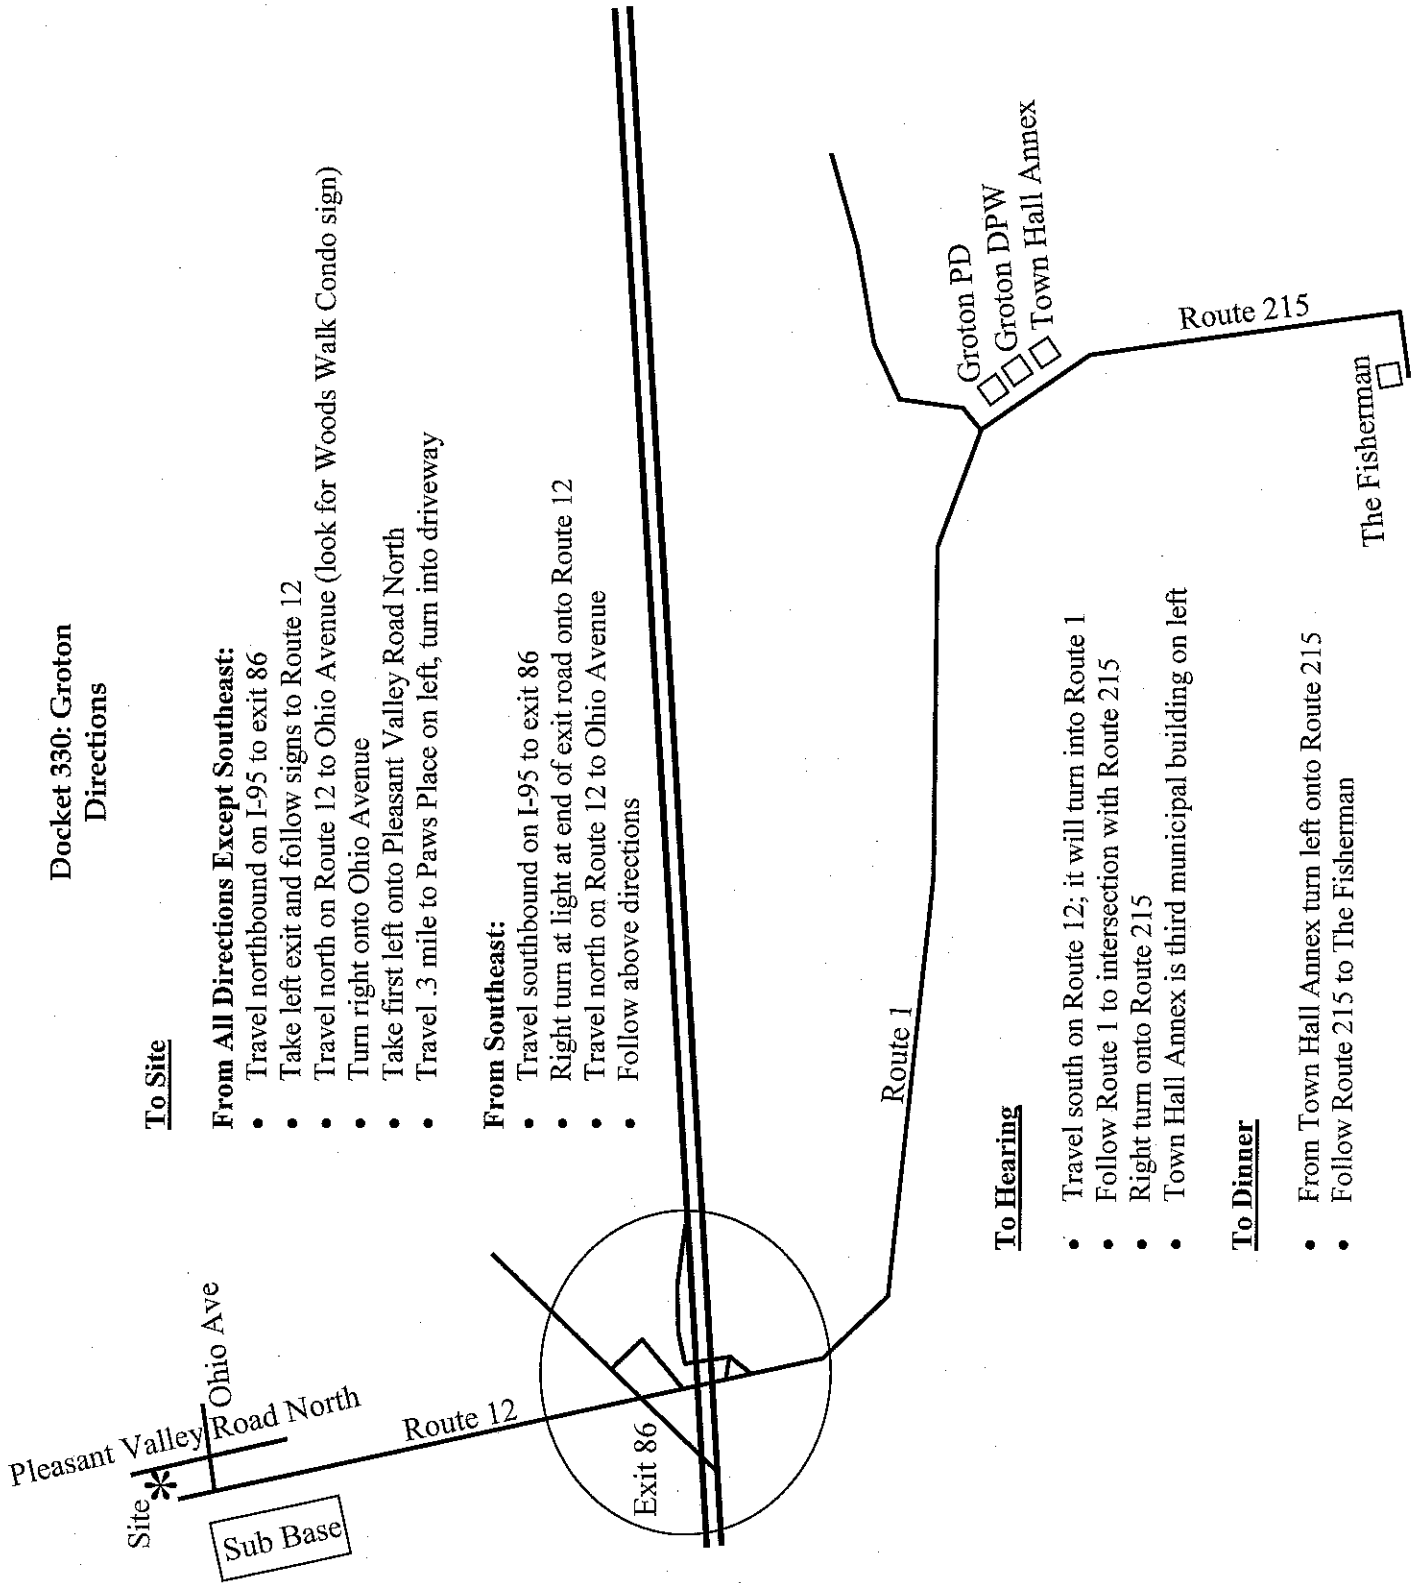 Docket 330: Groton
Directions
To Site
From All Directions Except Southeast:
• Travel northbound on I-95 to exit 86
• Take left exit and follow signs to Route 12
• Travel north on Route 12 to Ohio Avenue (look for Woods Walk Condo sign)
• Turn right onto Ohio Avenue
• Take first left onto Pleasant Valley Road North
• Travel .3 mile to Paws Place on left, turn into driveway
From Southeast:
• Travel southbound on I-95 to exit 86
• Right turn at light at end of exit road onto Route 12
• Travel north on Route 12 to Ohio Avenue
• Follow above directions
Pleasant Valley Road North
Site
Ohio Ave
Sub Base
Route 12
Exit 86
Route 1
Groton PD
Groton DPW
Town Hall Annex
Route 215
The Fisherman
To Hearing
• Travel south on Route 12; it will turn into Route 1
• Follow Route 1 to intersection with Route 215
• Right turn onto Route 215
• Town Hall Annex is third municipal building on left
To Dinner
• From Town Hall Annex turn left onto Route 215
• Follow Route 215 to The Fisherman